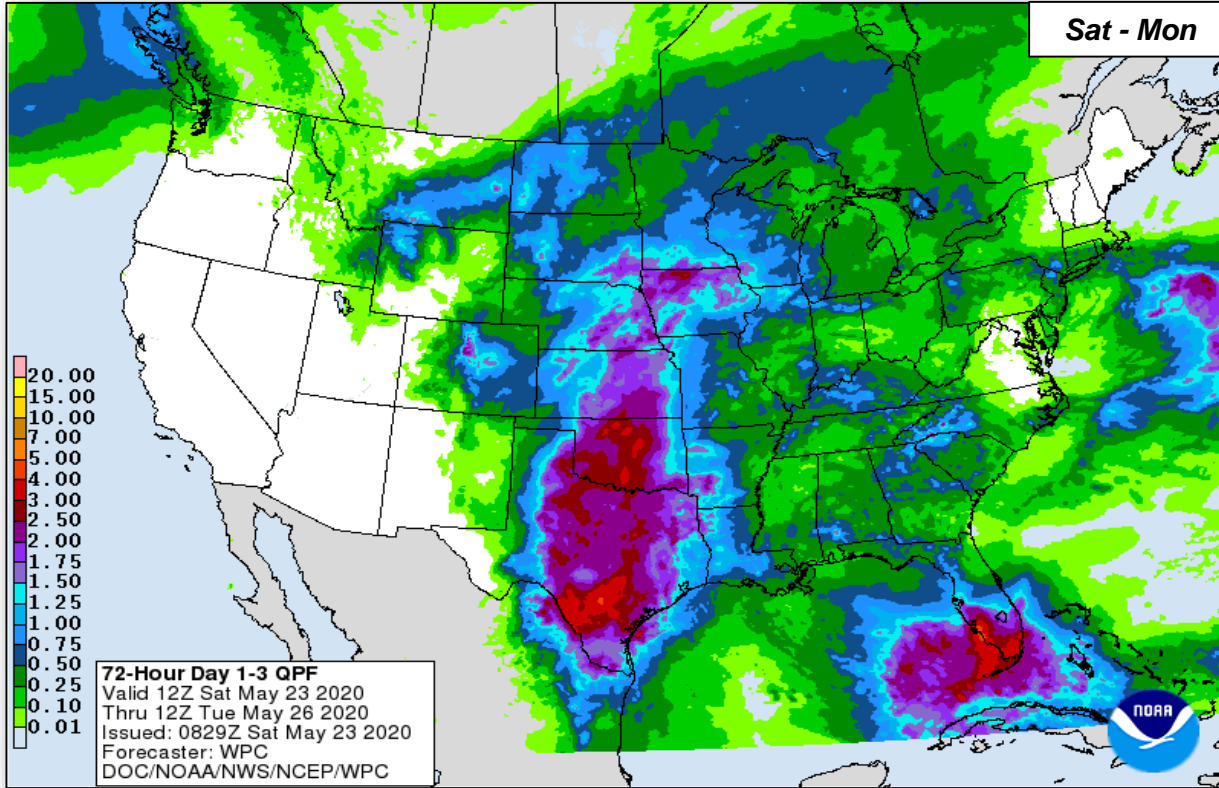 Sat - Mon
20.00
15.00
10.00
7.00
5.00
4.00
3.00
2.50
2.00
1.75
1.50
1.25
1.00
0.75
0.50
0.25
0.10
0.01
72-Hour Day 1-3 QPF
Valid 12Z Sat May 23 2020
Thru 12Z Tue May 26 2020
Issued: 0829Z Sat May 23 2020
Forecaster: WPC
DOC/NOAA/NWS/NCEP/WPC
NOAA